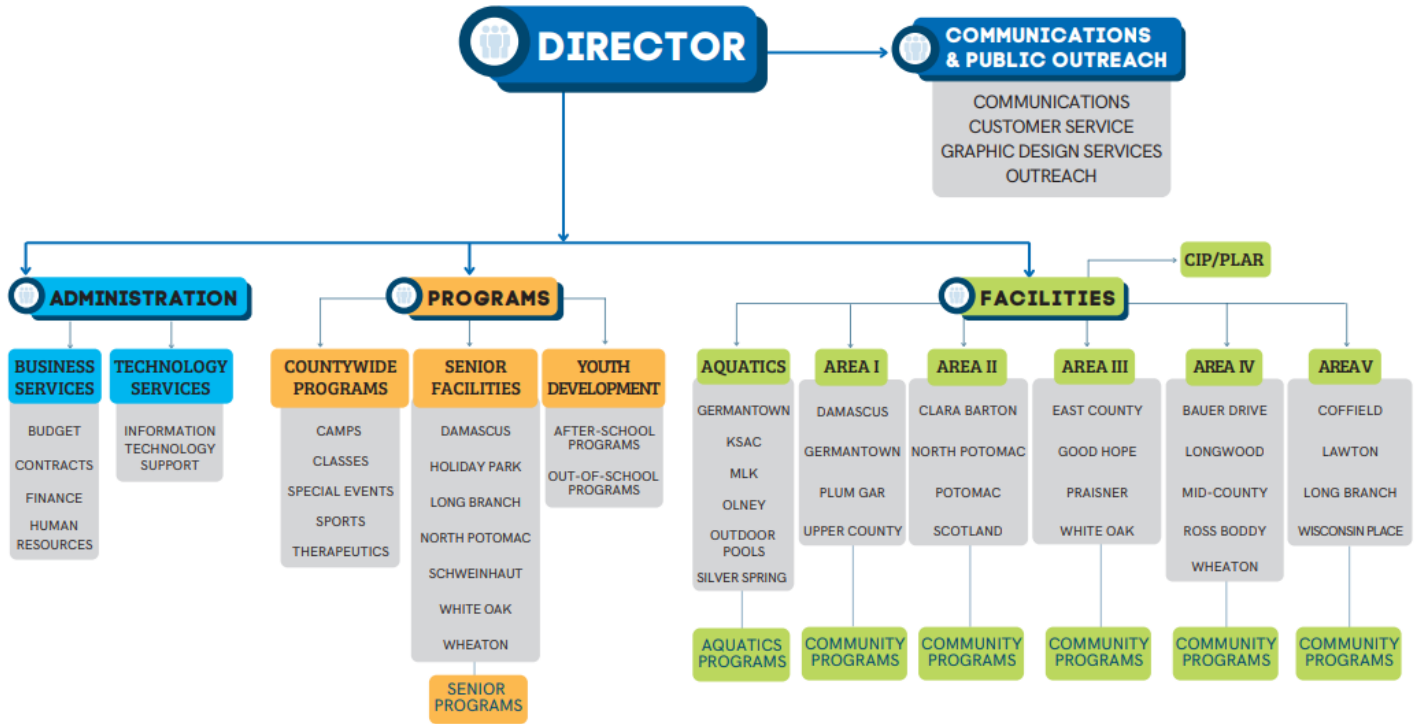 DIRECTOR
COMMUNICATIONS
& PUBLIC OUTREACH
COMMUNICATIONS
CUSTOMER SERVICE
GRAPHIC DESIGN SERVICES
OUTREACH
CIP/PLAR
ADMINISTRATION
PROGRAMS
FACILITIES
BUSINESS
SERVICES
BUDGET
CONTRACTS
FINANCE
HUMAN
RESOURCES
TECHNOLOGY
SERVICES
INFORMATION
TECHNOLOGY
SUPPORT
COUNTYWIDE
PROGRAMS
CAMPS
CLASSES
SPECIAL EVENTS
SPORTS
THERAPEUTICS
SENIOR
FACILITIES
DAMASCUS
HOLIDAY PARK
LONG BRANCH
NORTH POTOMAC
SCHWEINHAUT
WHITE OAK
WHEATON
SENIOR
PROGRAMS
YOUTH
DEVELOPMENT
AFTER-SCHOOL
PROGRAMS
OUT-OF-SCHOOL
PROGRAMS
AQUATICS
GERMANTOWN
KSAC
MLK
OLNEY
OUTDOOR
POOLS
SILVER SPRING
AQUATICS
PROGRAMS
AREA I
DAMASCUS
GERMANTOWN
PLUM GAR
UPPER COUNTY
COMMUNITY
PROGRAMS
AREA II
CLARA BARTON
NORTH POTOMAC
POTOMAC
SCOTLAND
COMMUNITY
PROGRAMS
AREA III
EAST COUNTY
GOOD HOPE
PRAISNER
WHITE OAK
COMMUNITY
PROGRAMS
AREA IV
BAUER DRIVE
LONGWOOD
MID-COUNTY
ROSS BODDY
WHEATON
COMMUNITY
PROGRAMS
AREA V
COFFIELD
LAWTON
LONG BRANCH
WISCONSIN PLACE
COMMUNITY
PROGRAMS